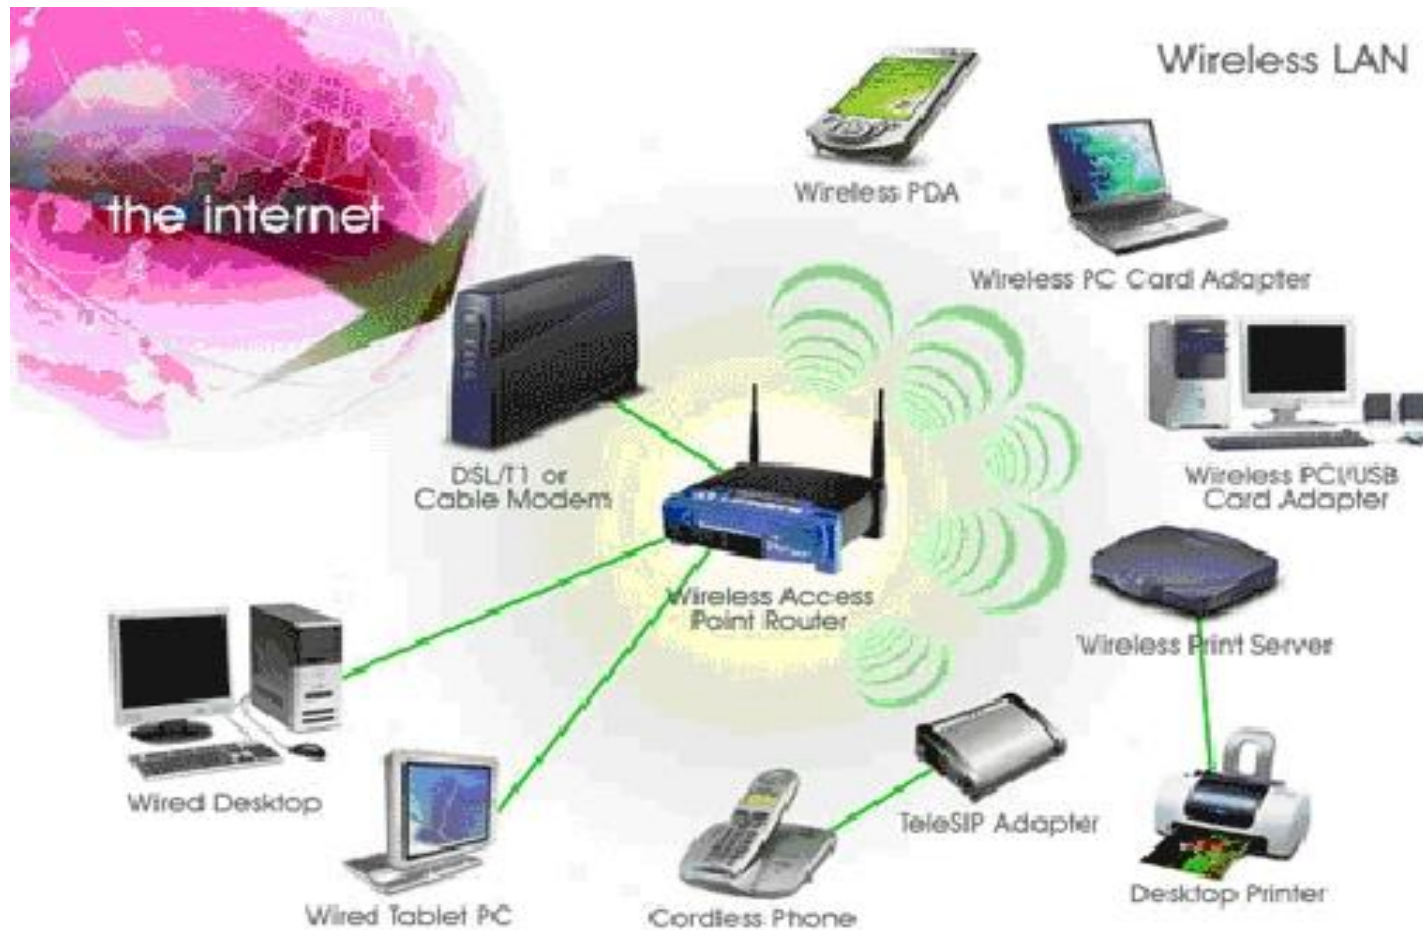 Wireless LAN
the internet
Wireless PDA
Wireless PC Card Adapter
DSL/T1 or
Cable Modem
Wireless PCI/USB
Card Adapter
Wireless Access
Point Router
Wireless Print Server
Wired Desktop
TeleSIP Adapter
Desktop Printer
Wired Tablet PC
Cordless Phone